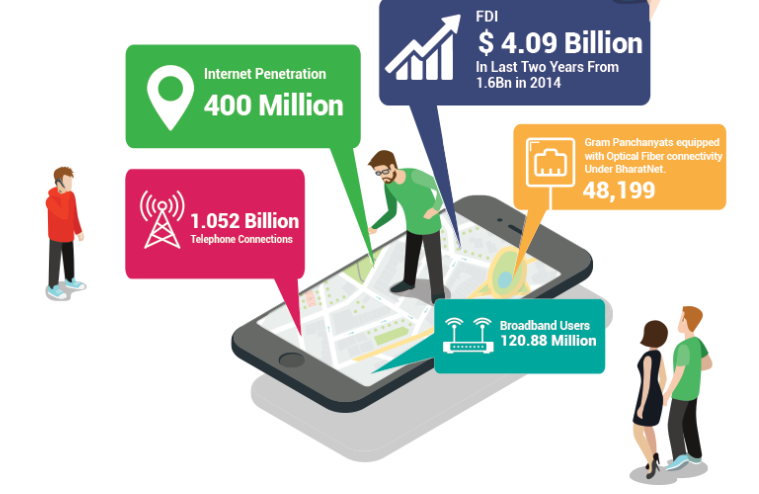 FDI
$ 4.09 Billion
In Last Two Years From
1.6Bn in 2014
Internet Penetration
400 Million
Gram Panchanyats equipped
with Optical Fiber connectivity
Under BharatNet.
48,199
1.052 Billion
Telephone Connections
Broadband Users
120.88 Million